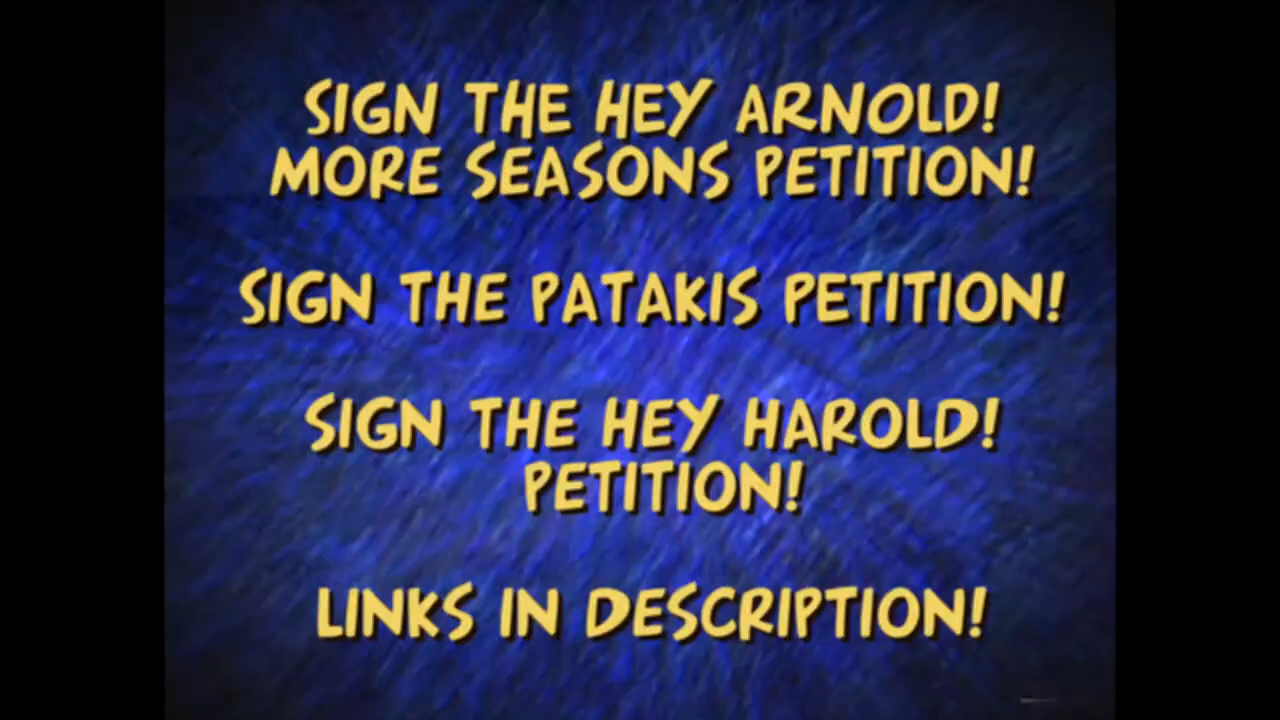 SIGN THE HEY ARNOLD!
MORE SEASONS PETITION!
SIGN THE PATAKIS PETITION!
SIGN THE HEY HAROLD!
PETITION!
LINKS IN DESCRIPTION!